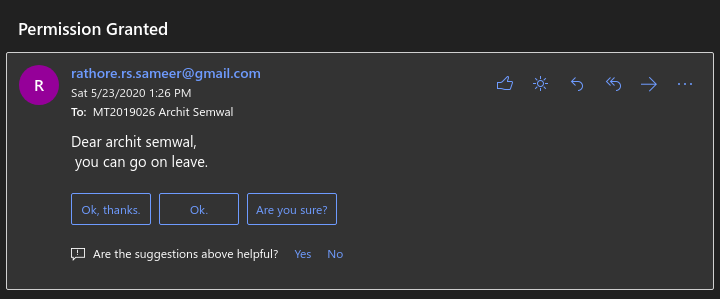 Permission Granted
R
rathore.rs.sameer@gmail.com
Sat 5/23/2020 1:26 PM
To: MT2019026 Archit Semwal
Dear archit semwal,
you can go on leave.
Ok, thanks.
Ok.
Are you sure?
Are the suggestions above helpful? Yes No